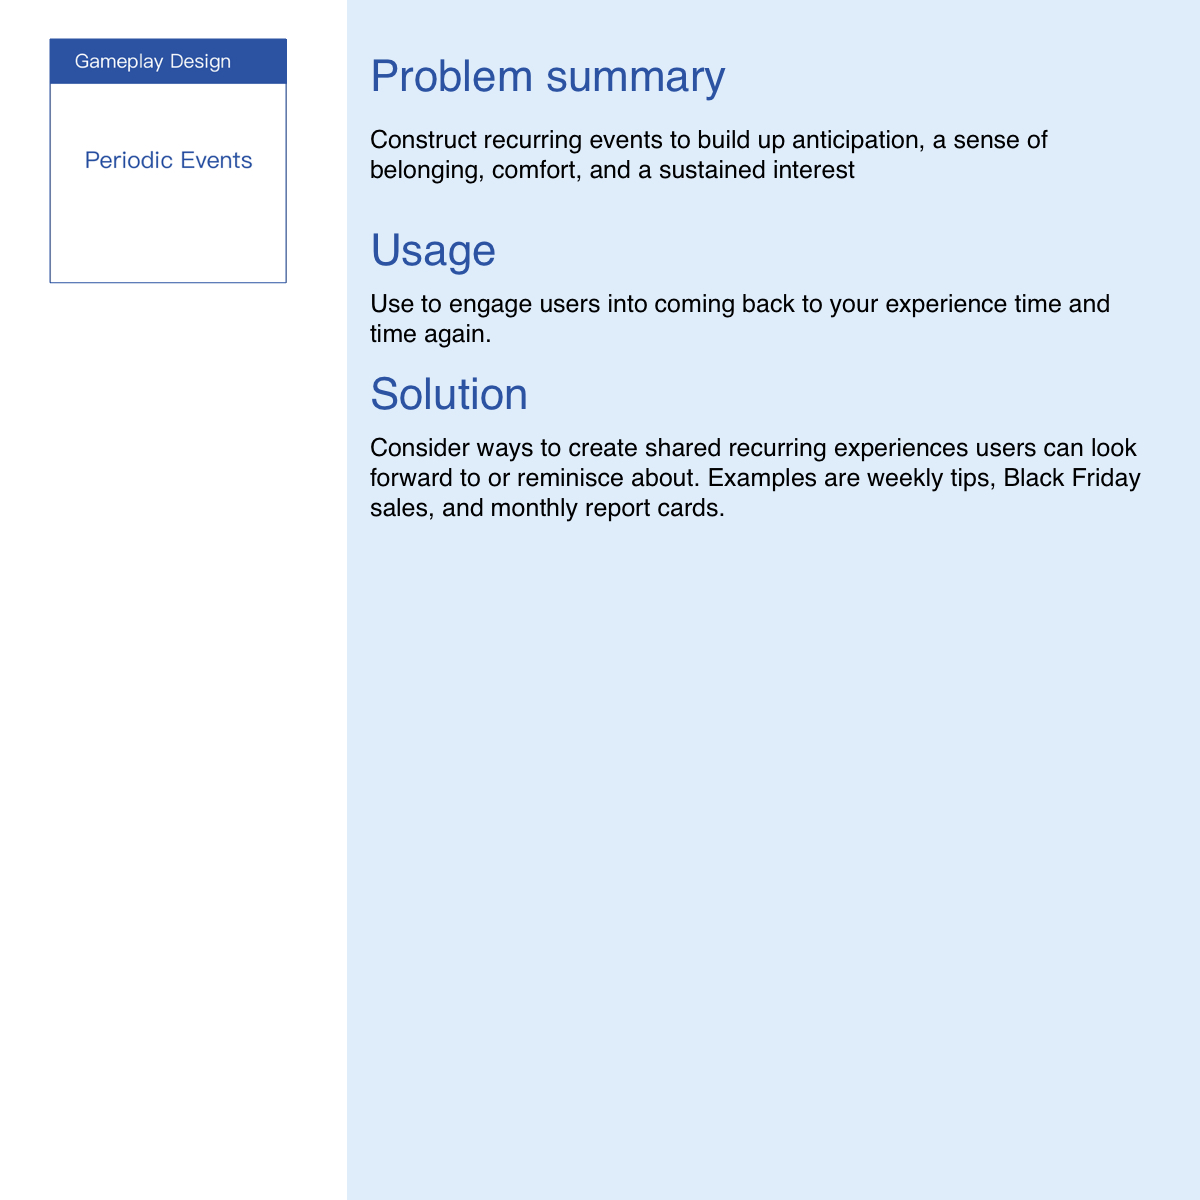 Gameplay Design
Periodic Events
Problem summary
Construct recurring events to build up anticipation, a sense of
belonging, comfort, and a sustained interest
Usage
Use to engage users into coming back to your experience time and
time again.
Solution
Consider ways to create shared recurring experiences users can look
forward to or reminisce about. Examples are weekly tips, Black Friday
sales, and monthly report cards.